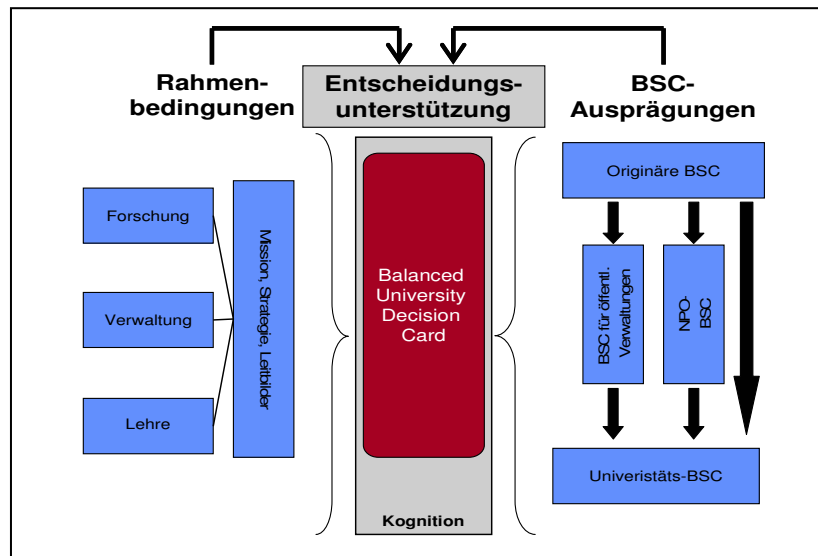 Rahmen-
bedingungen
Entscheidungs-
unterstützung
BSC-
Ausprägungen
Forschung
Verwaltung
Lehre
Mission, Strategie, Leitbilder
Balanced
University
Decision
Card
Kognition
Originäre BSC
BSC für öffentl.
Verwaltungen
NPO-
BSC
Univeristäts-BSC